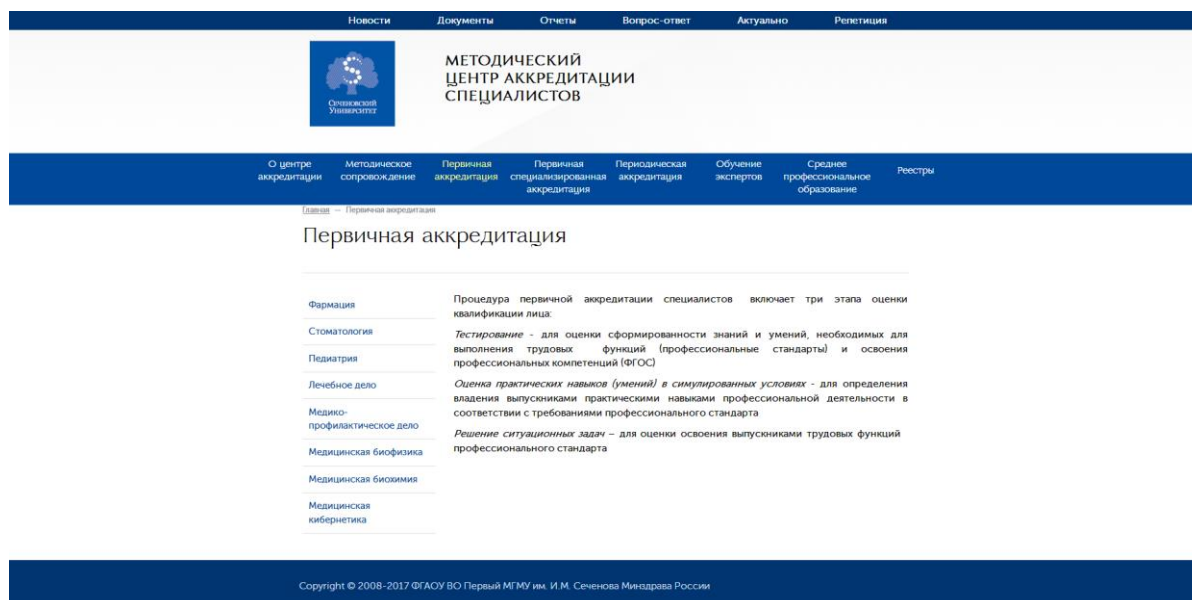 Новости Документы Отчеты Вопрос-ответ Актуально Репетиция
Сеченовский
Университет
МЕТОДИЧЕСКИЙ
ЦЕНТР АККРЕДИТАЦИИ
СПЕЦИАЛИСТОВ
О центре
аккредитации
Методическое
сопровождение
Первичная
аккредитация
Первичная
специализированная
аккредитация
Периодическая
аккредитация
Обучение
экспертов
Среднее
профессиональное
образование
Реестры
Главная — Первичная аккредитация
Первичная аккредитация
Фармация
Стоматология
Педиатрия
Лечебное дело
Медико-
профилактическое дело
Медицинская биофизика
Медицинская биохимия
Медицинская
кибернетика
Процедура первичной аккредитации специалистов включает три этапа оценки
квалификации лица:
Тестирование - для оценки сформированности знаний и умений, необходимых для
выполнения трудовых функций (профессиональные стандарты) и освоения
профессиональных компетенций (ФГОС)
Оценка практических навыков (умений) в симулированных условиях - для определения
владения выпускниками практическими навыками профессиональной деятельности в
соответствии с требованиями профессионального стандарта
Решение ситуационных задач – для оценки освоения выпускниками трудовых функций
профессионального стандарта
Copyright © 2008-2017 ФГАОУ ВО Первый МГМУ им. И.М. Сеченова Минздрава России